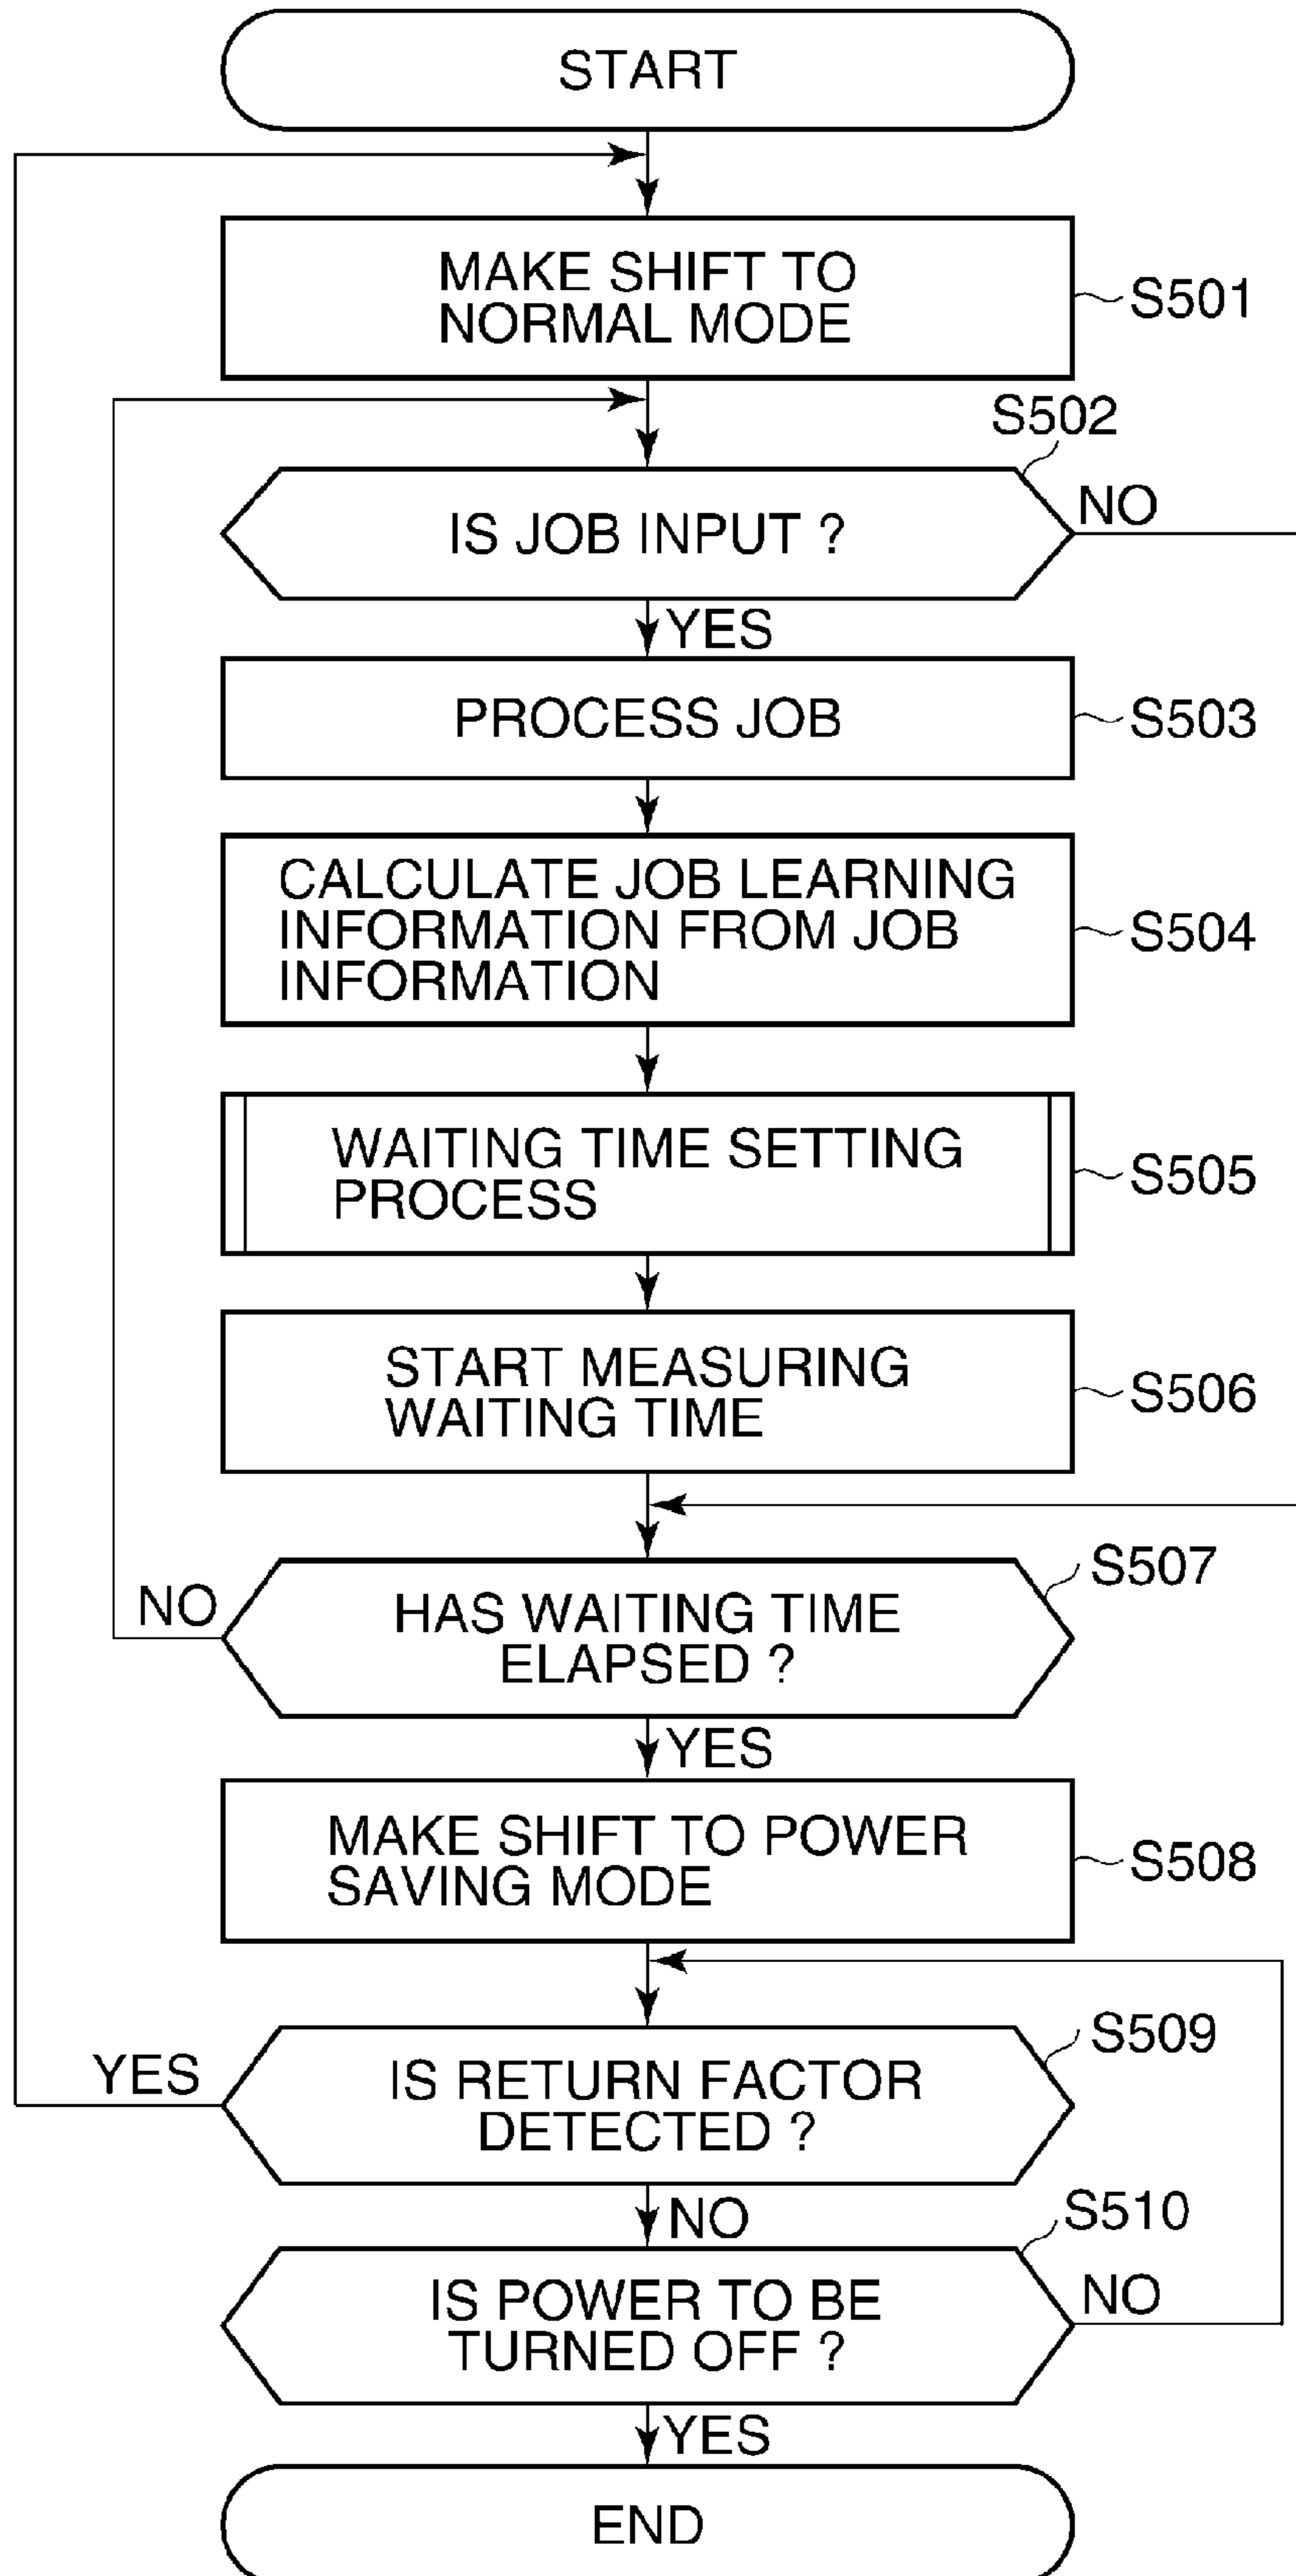 START
MAKE SHIFT TO
NORMAL MODE
S501
S502
IS JOB INPUT ?
NO
YES
PROCESS JOB
S503
CALCULATE JOB LEARNING
INFORMATION FROM JOB
INFORMATION
S504
WAITING TIME SETTING
PROCESS
S505
START MEASURING
WAITING TIME
S506
S507
NO
HAS WAITING TIME
ELAPSED ?
YES
MAKE SHIFT TO POWER
SAVING MODE
S508
S509
YES
IS RETURN FACTOR
DETECTED ?
NO
S510
IS POWER TO BE
TURNED OFF ?
NO
YES
END